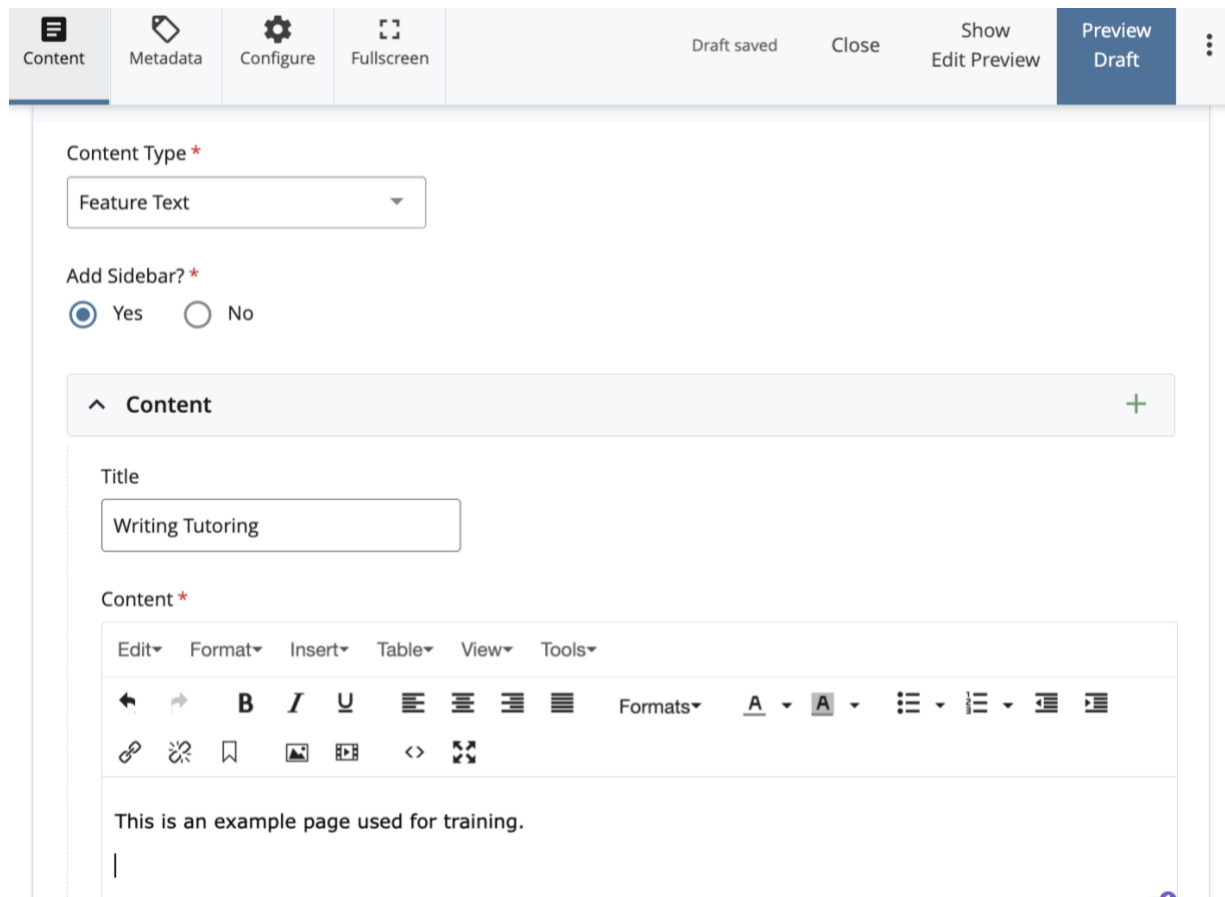 Content
Metadata
Configure
Fullscreen
Draft saved
Close
Show
Edit Preview
Preview
Draft
Content Type *
Feature Text
Add Sidebar? *
Yes
No
Content
Title
Writing Tutoring
Content *
Edit Format Insert Table View Tools
B I U Formats A A
This is an example page used for training.